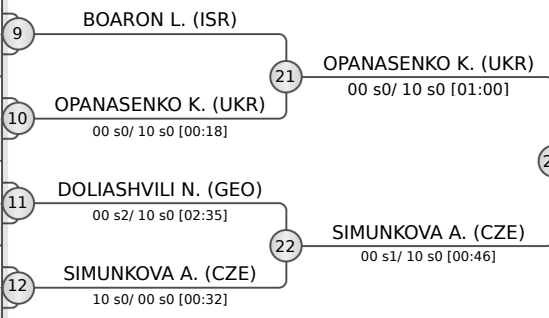 9
BOARON L. (ISR)
21
OPANASENKO K. (UKR)
00 s0/ 10 s0 [01:00]
10
OPANASENKO K. (UKR)
00 s0/ 10 s0 [00:18]
11
DOLIASHVILI N. (GEO)
00 s2/ 10 s0 [02:35]
22
SIMUNKOVA A. (CZE)
00 s1/ 10 s0 [00:46]
12
SIMUNKOVA A. (CZE)
10 s0/ 00 s0 [00:32]